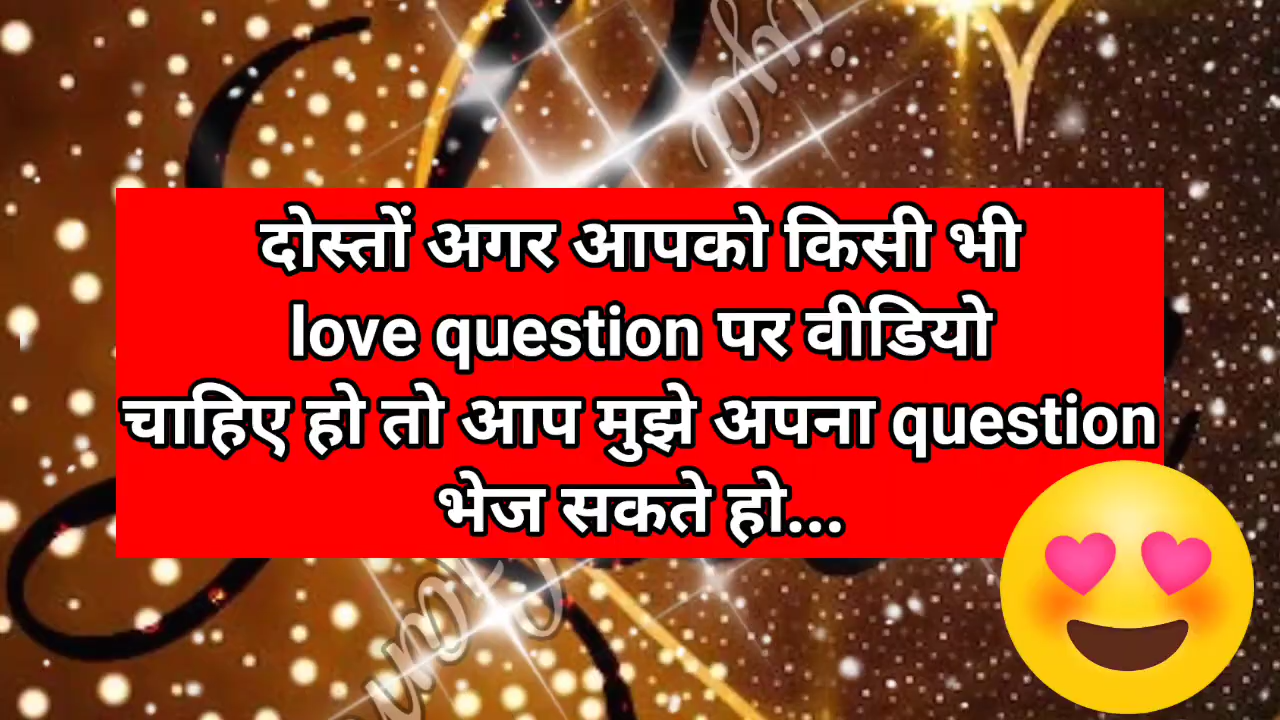 दोस्तों अगर आपको किसी भी
love question पर वीडियो
चाहिए हो तो आप मुझे अपना question
भेज सकते हो...